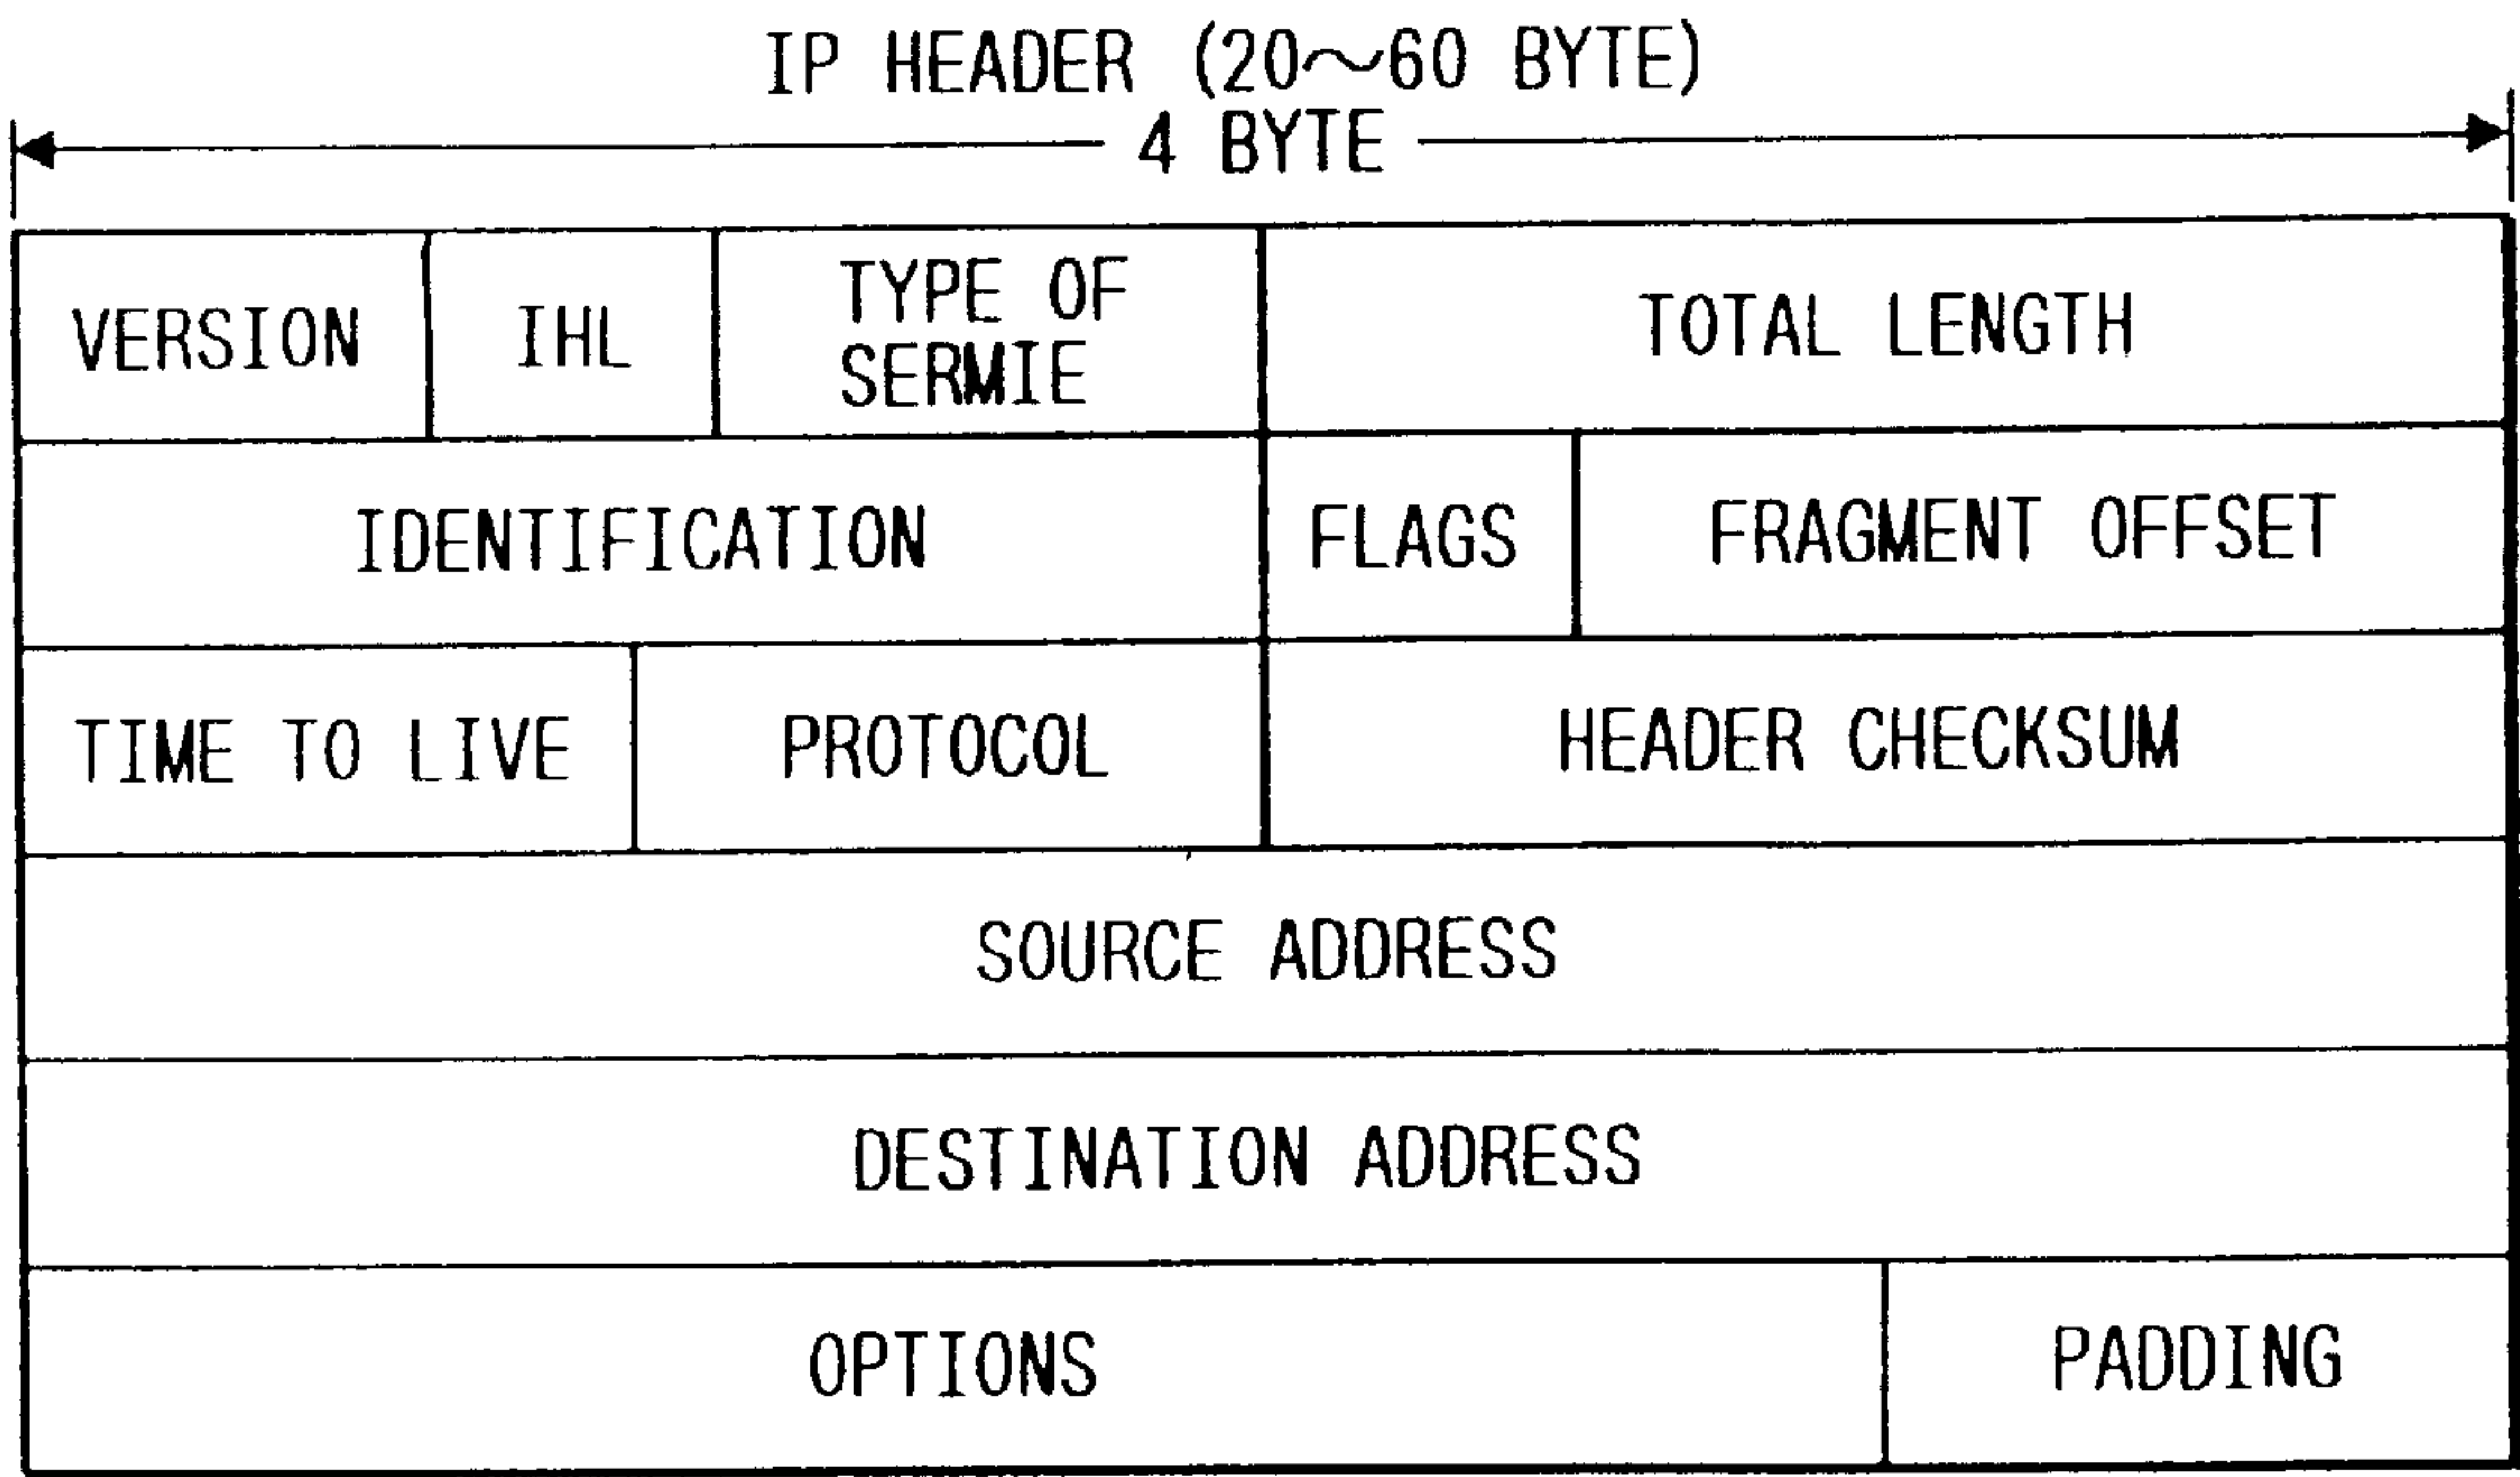 IP HEADER (20~60 BYTE)
4 BYTE
VERSION
IHL
TYPE OF
SERMIE
TOTAL LENGTH
IDENTIFICATION
FLAGS
FRAGMENT OFFSET
TIME TO LIVE
PROTOCOL
HEADER CHECKSUM
SOURCE ADDRESS
DESTINATION ADDRESS
OPTIONS
PADDING